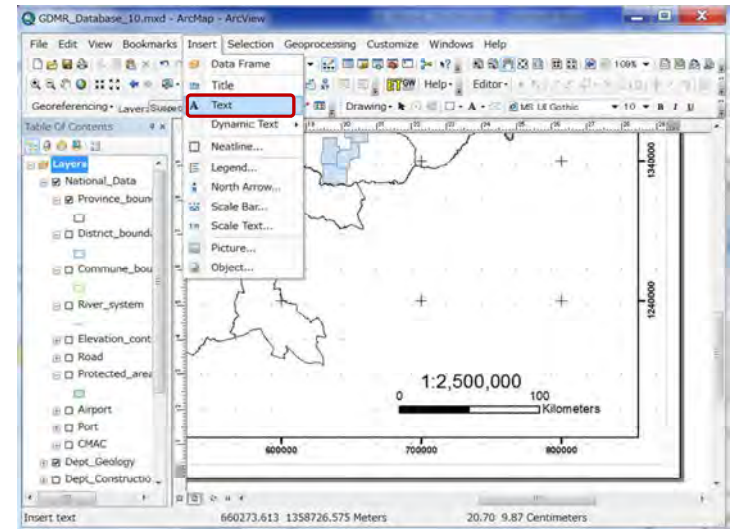 GDMR_Database_10.mxd - ArcMap - ArcView
File Edit View Bookmarks Insert Selection Geoprocessing Customize Windows Help
100%
Help Editor
Georeferencing Layer: Drawing A MS UI Gothic 10 B I U
Data Frame
Title
A Text
Dynamic Text
Neatline...
Legend...
North Arrow...
Scale Bar...
Scale Text...
Picture...
Object...
Table Of Contents
Layers
National_Data
Province_boun
District_bound
Commune_bou
River_system
Elevation_cont
Road
Protected_area
Airport
Port
CMAC
Dept_Geology
Dept_Constructio
1340000
1240000
1:2,500,000
0 100
Kilometers
600000 700000 800000
Insert text 660273.613 1358726.575 Meters 20.70 9.87 Centimeters